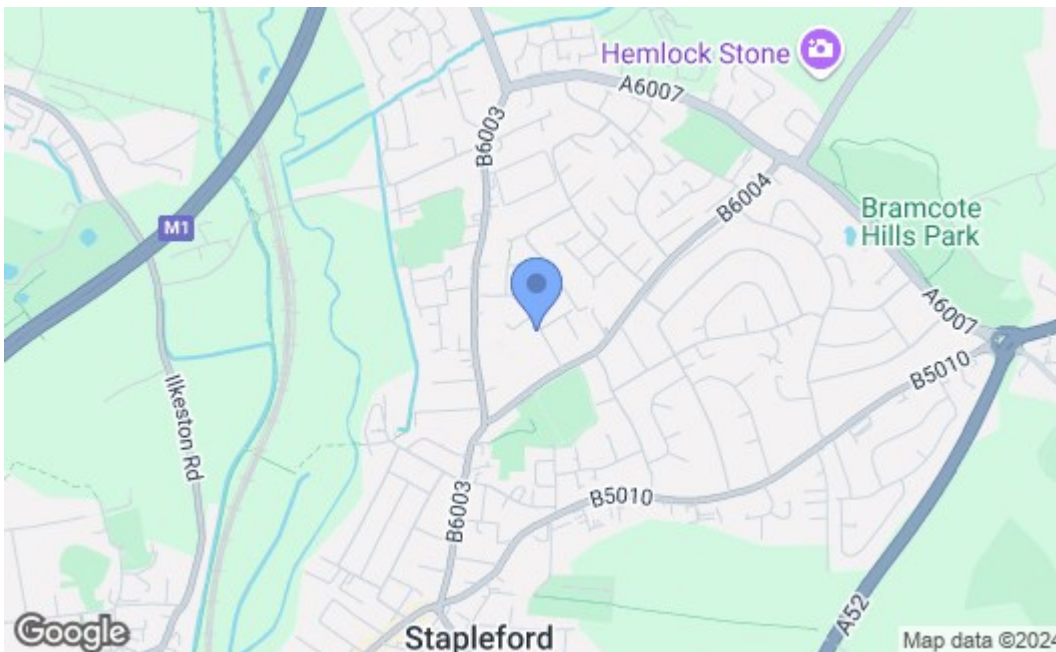 Hemlock Stone
A6007
B6003
B6004
Bramcote
Hills Park
M1
A6007
B5010
Ilkeston Rd
B5010
B6003
A52
Stapleford
Google
Map data ©2024